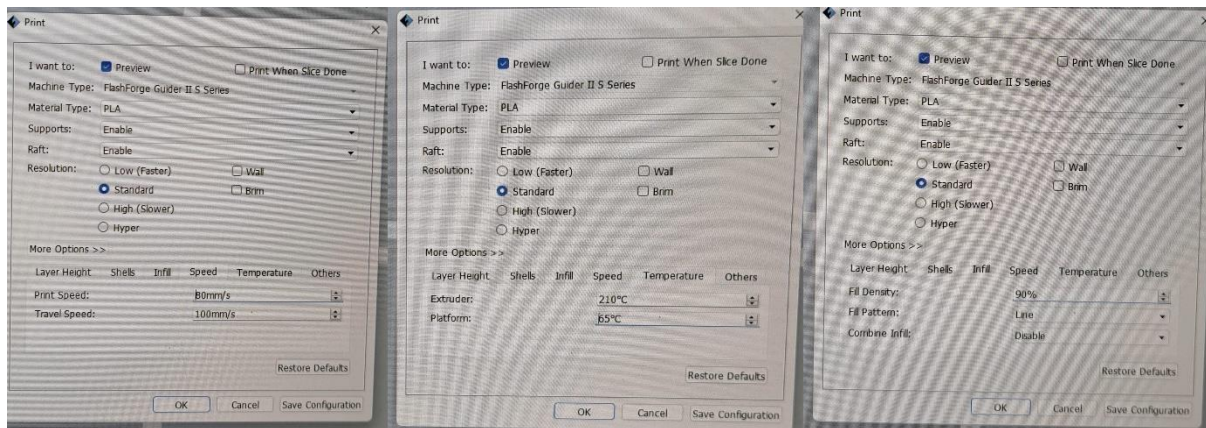 Print
I want to: Preview Print When Slice Done
Machine Type: FlashForge Guider II S Series
Material Type: PLA
Supports: Enable
Raft: Enable
Resolution: Low (Faster) Wall
Standard Brim
High (Slower)
Hyper
More Options >>
Layer Height Shells Infill Speed Temperature Others
Print Speed: 80mm/s
Travel Speed: 100mm/s
Restore Defaults
OK Cancel Save Configuration
Print
I want to: Preview Print When Slice Done
Machine Type: FlashForge Guider II S Series
Material Type: PLA
Supports: Enable
Raft: Enable
Resolution: Low (Faster) Wall
Standard Brim
High (Slower)
Hyper
More Options >>
Layer Height Shells Infill Speed Temperature Others
Extruder: 210°C
Platform: 65°C
Restore Defaults
OK Cancel Save Configuration
Print
I want to: Preview Print When Slice Done
Machine Type: FlashForge Guider II S Series
Material Type: PLA
Supports: Enable
Raft: Enable
Resolution: Low (Faster) Wall
Standard Brim
High (Slower)
Hyper
More Options >>
Layer Height Shells Infill Speed Temperature Others
Fill Density: 90%
Fill Pattern: Line
Combine Infill: Disable
Restore Defaults
OK Cancel Save Configuration